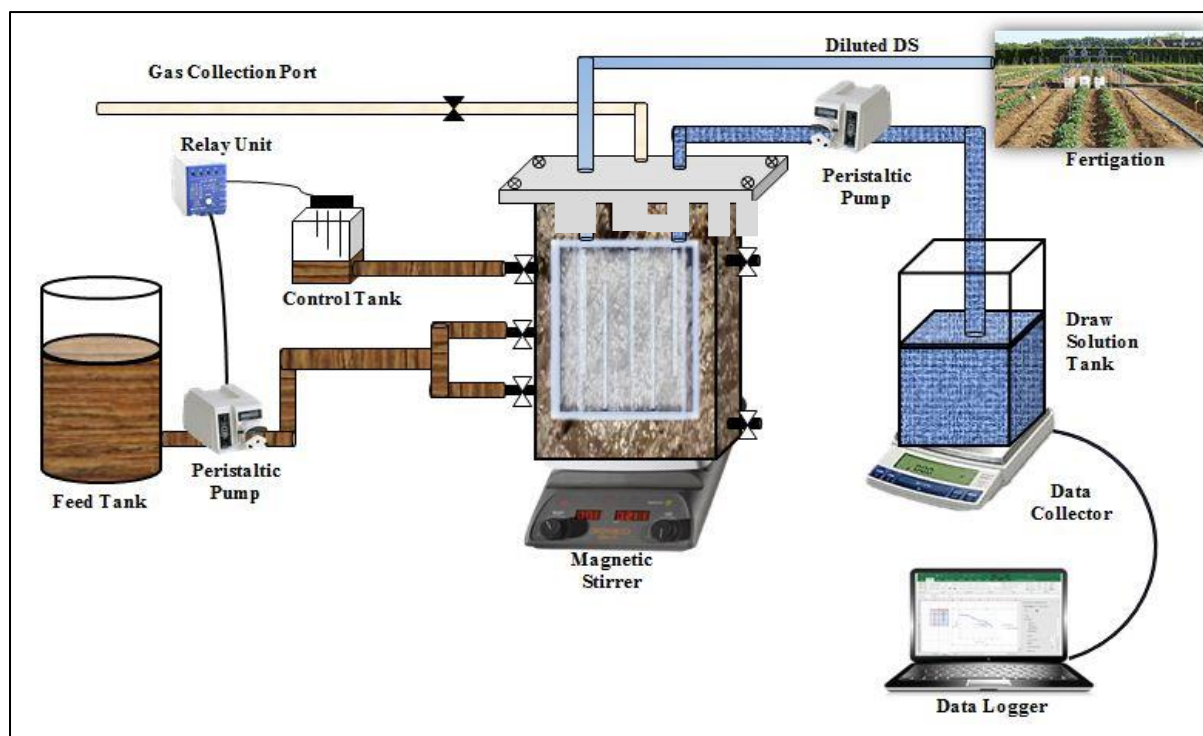 Diluted DS
Gas Collection Port
Relay Unit
Fertigation
Peristaltic
Pump
Control Tank
Draw
Solution
Tank
Peristaltic
Pump
Feed Tank
Data
Collector
Magnetic
Stirrer
Data Logger